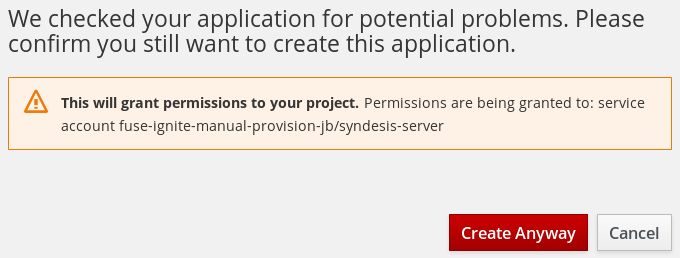 We checked your application for potential problems. Please
confirm you still want to create this application.
This will grant permissions to your project. Permissions are being granted to: service
account fuse-ignite-manual-provision-jb/syndesis-server
Create Anyway
Cancel